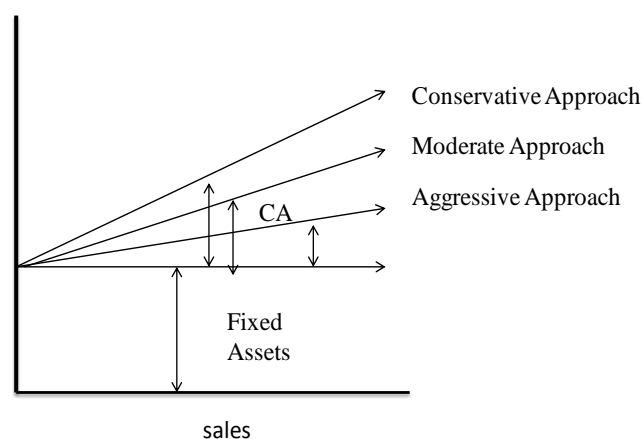 Conservative Approach
Moderate Approach
Aggressive Approach
CA
Fixed
Assets
sales